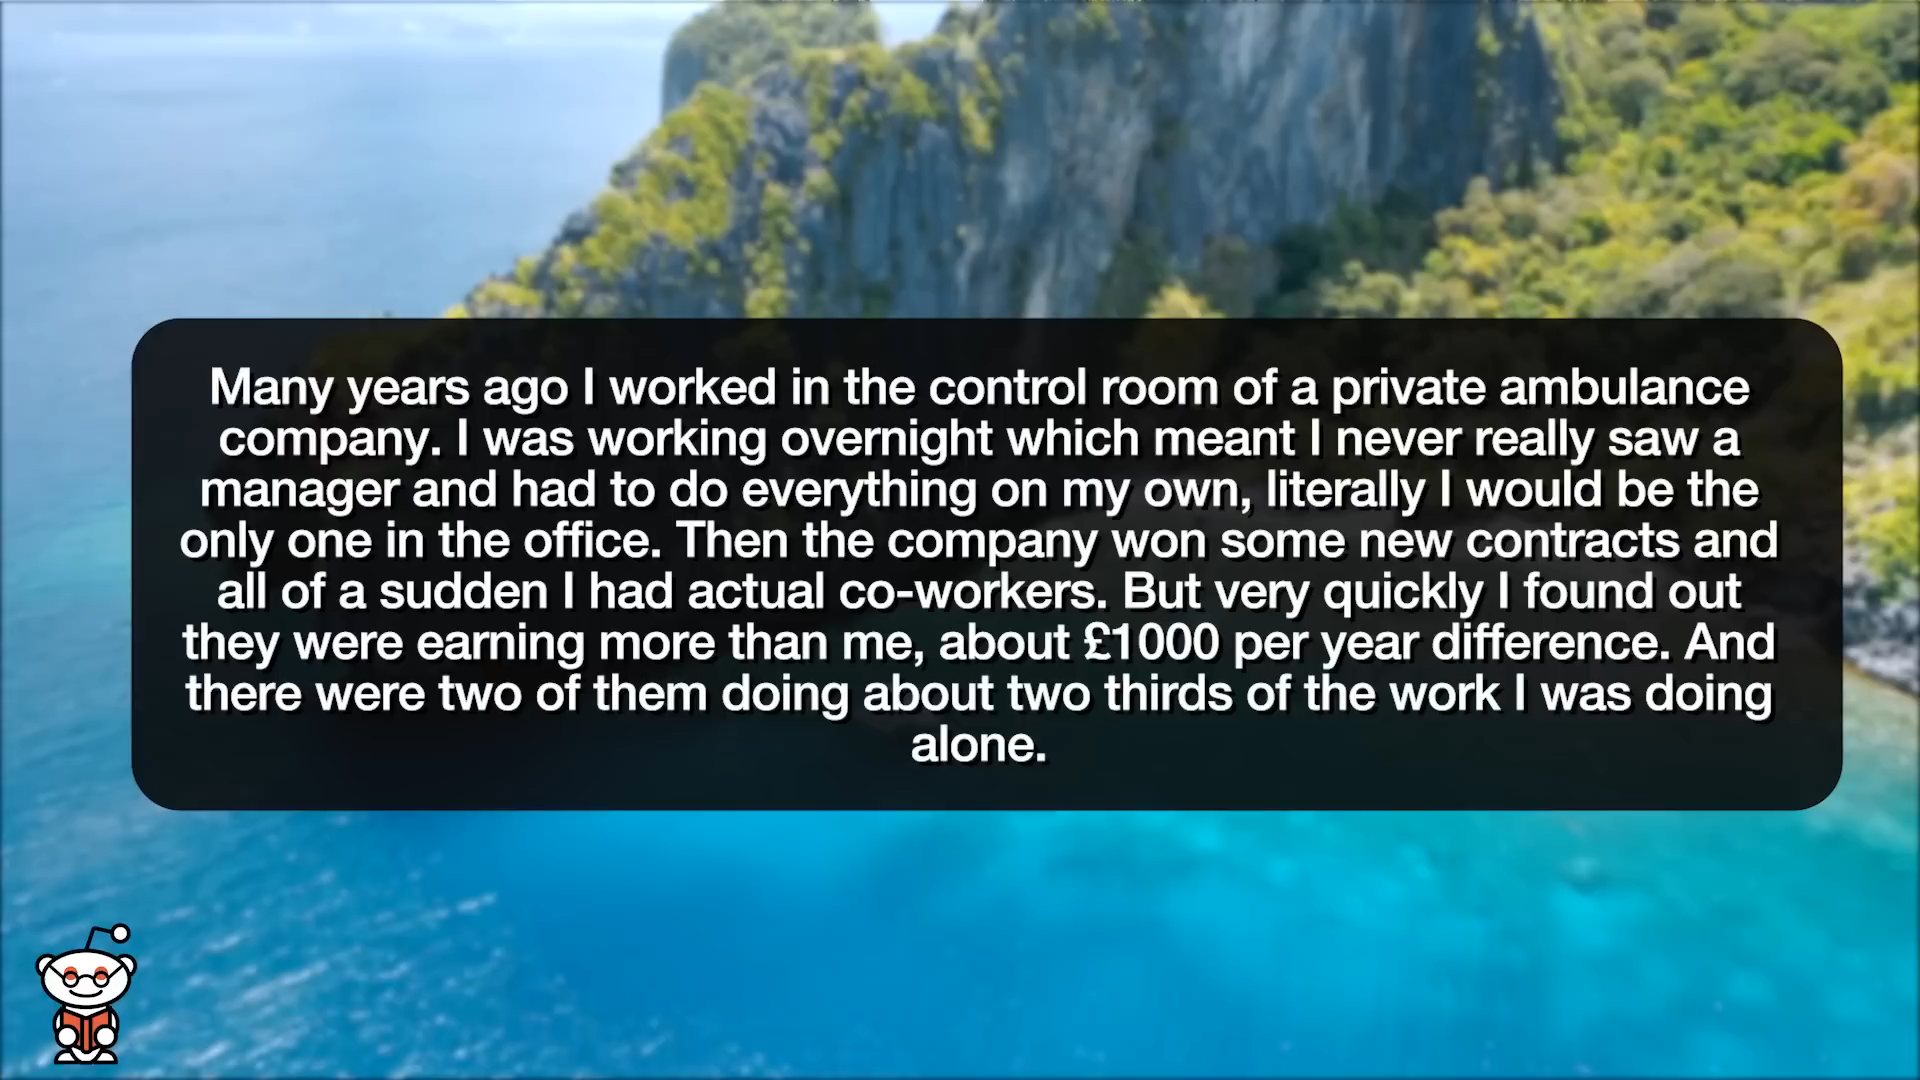 Many years ago I worked in the control room of a private ambulance
company. I was working overnight which meant I never really saw a
manager and had to do everything on my own, literally I would be the
only one in the office. Then the company won some new contracts and
all of a sudden I had actual co-workers. But very quickly I found out
they were earning more than me, about £1000 per year difference. And
there were two of them doing about two thirds of the work I was doing
alone.